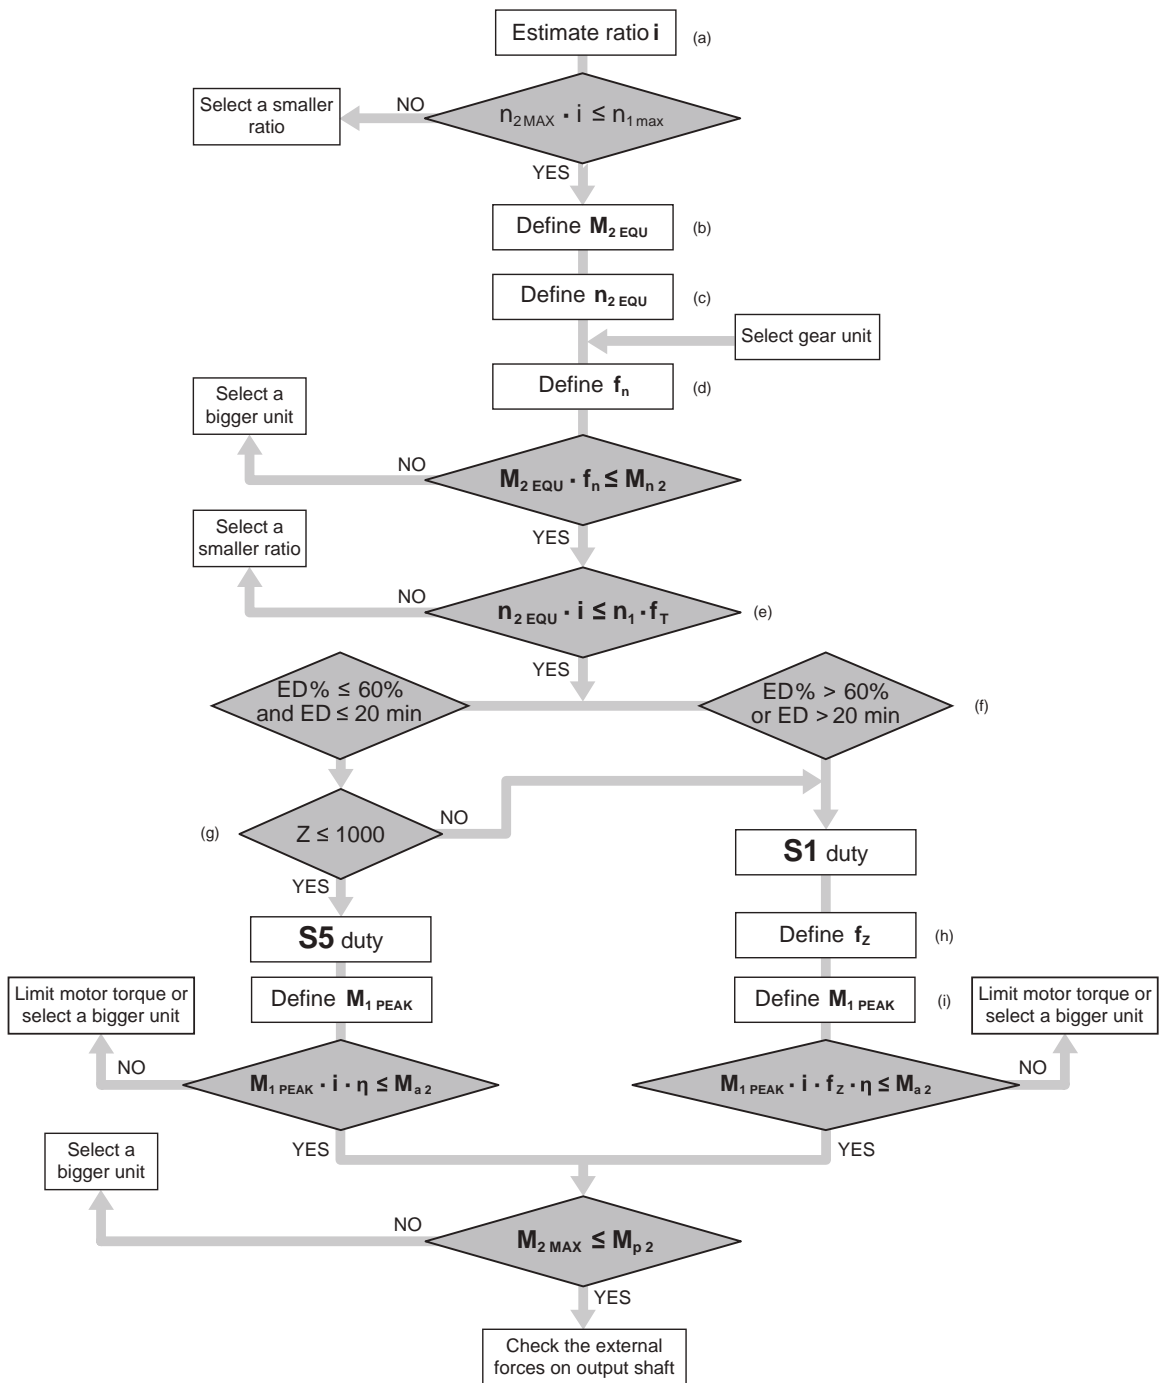 Estimate ratio i
(a)
Select a smaller
ratio
NO
n2MAX · i ≤ n1max
YES
Define M2 EQU
(b)
Define n2 EQU
(c)
Select gear unit
Define fn
(d)
Select a
bigger unit
NO
M2 EQU · fn ≤ Mn 2
YES
Select a
smaller ratio
NO
n2 EQU · i ≤ n1 · fT
(e)
YES
ED% ≤ 60%
and ED ≤ 20 min
ED% > 60%
or ED > 20 min
(f)
(g)
Z ≤ 1000
NO
YES
S1 duty
S5 duty
Define fZ
(h)
Limit motor torque or
select a bigger unit
Define M1 PEAK
Define M1 PEAK
(i)
Limit motor torque or
select a bigger unit
NO
M1 PEAK · i · η ≤ Ma 2
M1 PEAK · i · fZ · η ≤ Ma 2
NO
YES
YES
Select a
bigger unit
NO
M2 MAX ≤ Mp 2
YES
Check the external
forces on output shaft